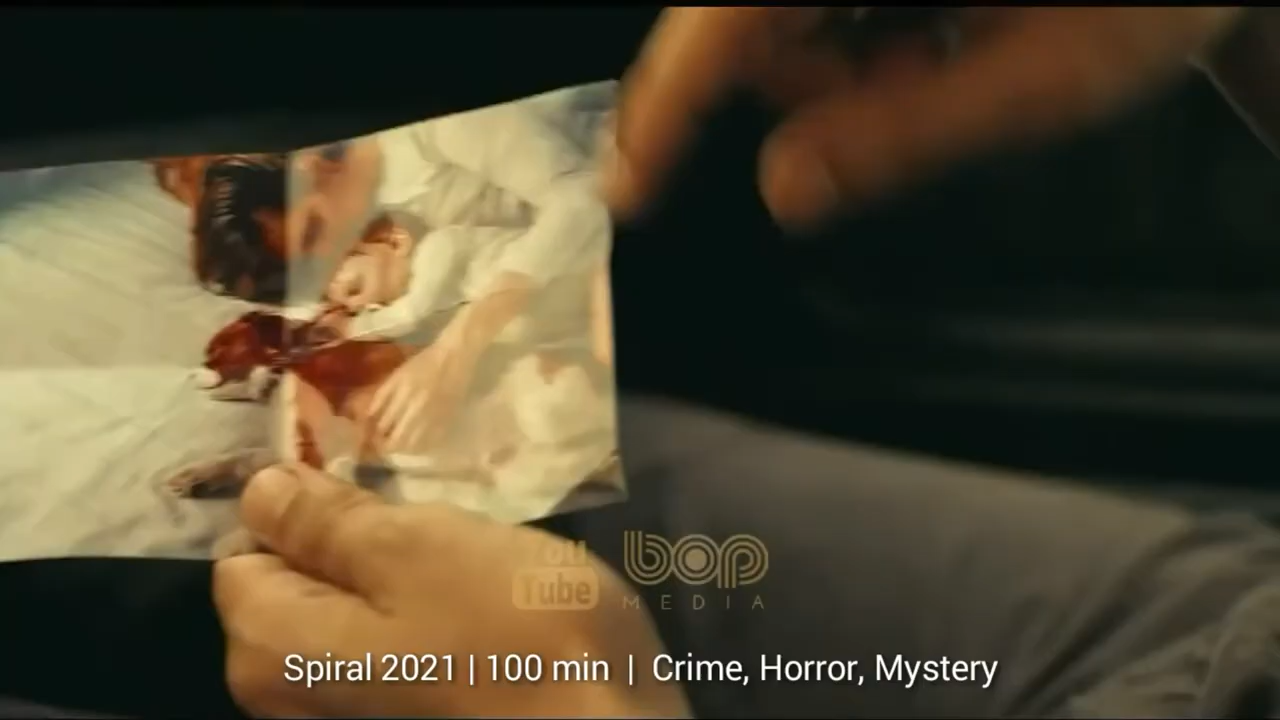 You
Tube
bop
MEDIA
Spiral 2021 | 100 min | Crime, Horror, Mystery